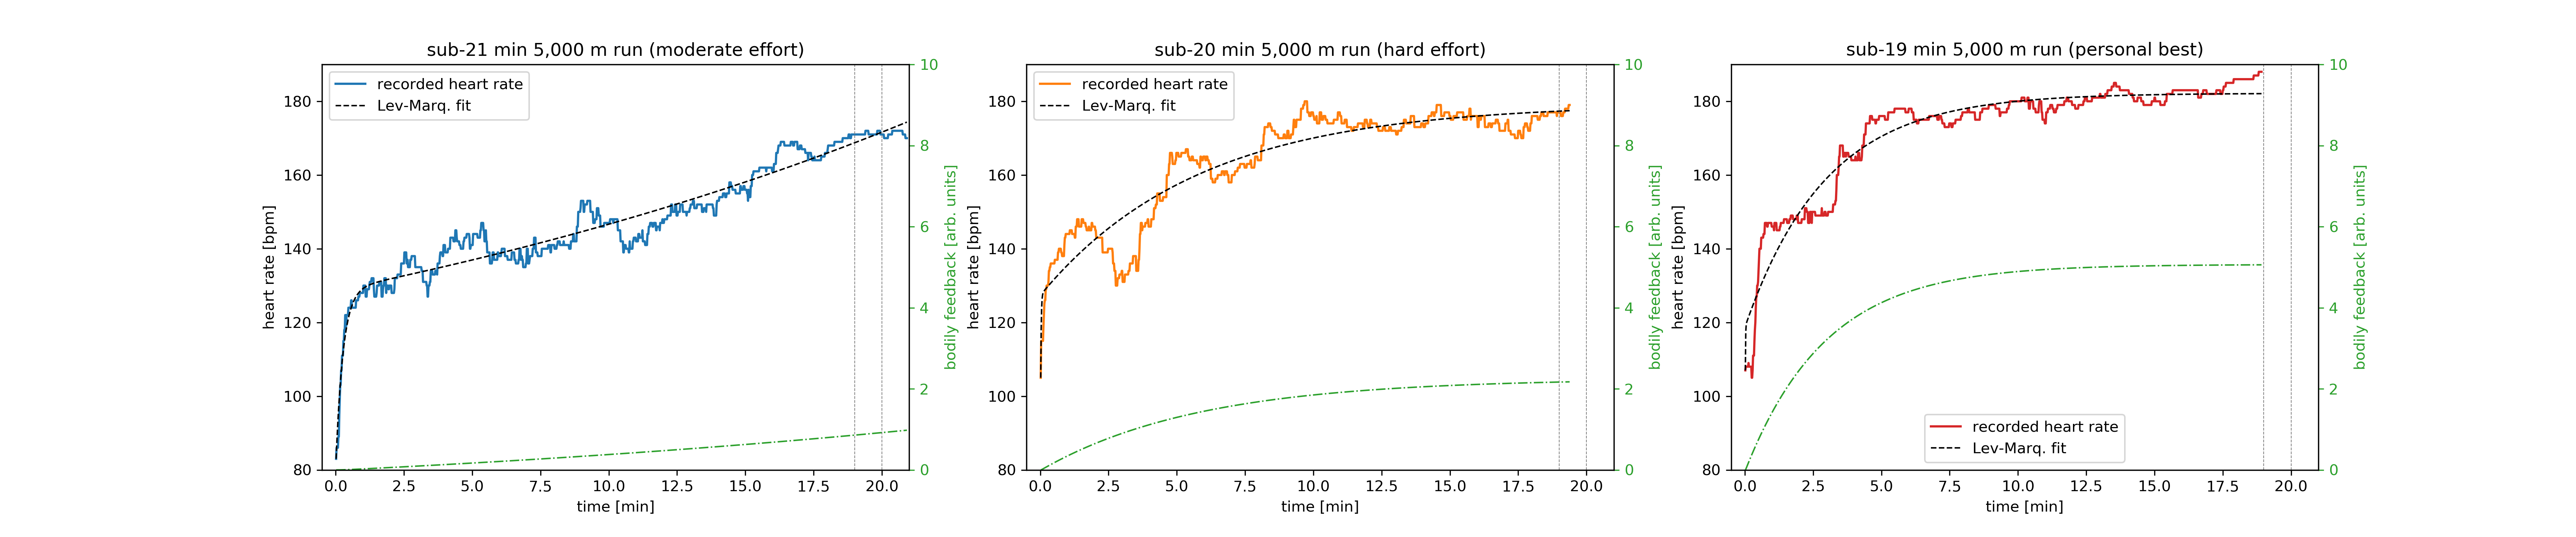 sub-21 min 5,000 m run (moderate effort)
recorded heart rate
Lev-Marq. fit
heart rate [bpm]
180
160
140
120
100
80
0.0 2.5 5.0 7.5 10.0 12.5 15.0 17.5 20.0
time [min]
10
8
6
4
2
0
bodily feedback [arb. units]
sub-20 min 5,000 m run (hard effort)
recorded heart rate
Lev-Marq. fit
heart rate [bpm]
180
160
140
120
100
80
0.0 2.5 5.0 7.5 10.0 12.5 15.0 17.5 20.0
time [min]
10
8
6
4
2
0
bodily feedback [arb. units]
sub-19 min 5,000 m run (personal best)
heart rate [bpm]
180
160
140
120
100
80
recorded heart rate
Lev-Marq. fit
0.0 2.5 5.0 7.5 10.0 12.5 15.0 17.5 20.0
time [min]
10
8
6
4
2
0
bodily feedback [arb. units]